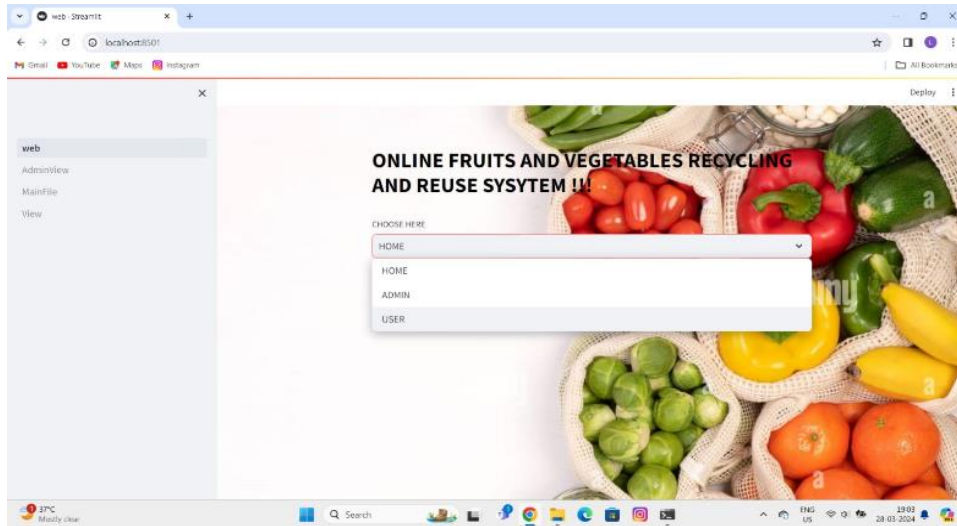 web · Streamlit
localhost:8501
Gmail YouTube Maps Instagram
All Bookmarks
Deploy
web
AdminView
MainFile
View
ONLINE FRUITS AND VEGETABLES RECYCLING
AND REUSE SYSYTEM !!!
CHOOSE HERE
HOME
HOME
ADMIN
USER
a
a
a
a
1
37°C
Mostly clear
Search
ENG
US
19:03
28-03-2024